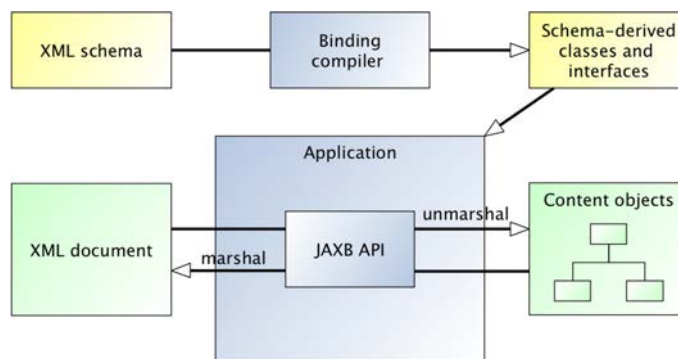 XML schema
Binding
compiler
Schema-derived
classes and
interfaces
Application
XML document
unmarshal
marshal
JAXB API
Content objects